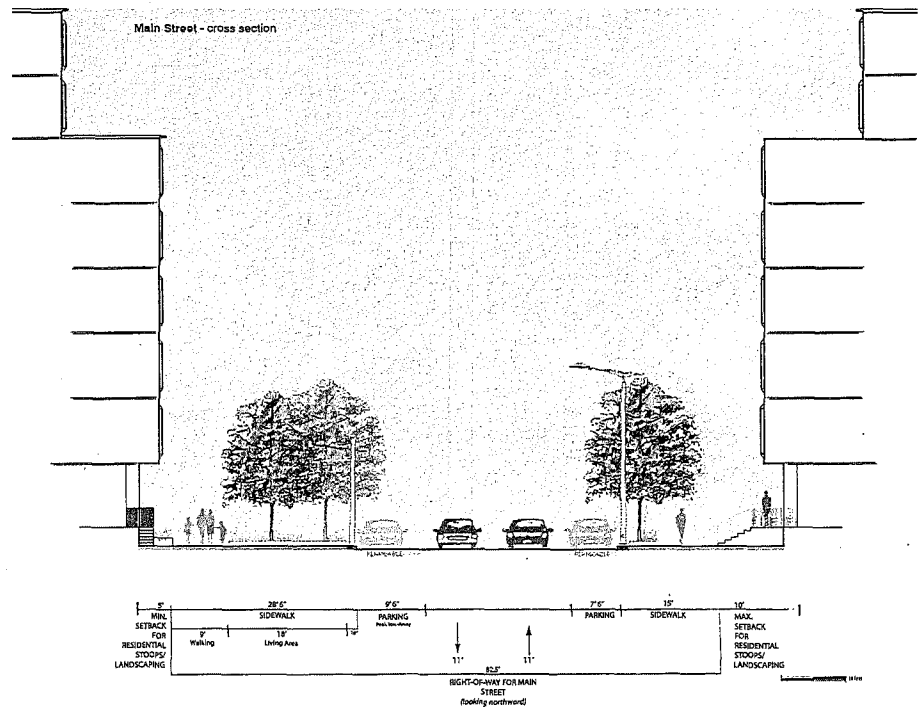 Main Street - cross section
PERMEABLE
PERMEABLE
5'
28'6"
9'6"
7'6"
15'
10'
MIN.
SETBACK
FOR
RESIDENTIAL
STOOPS/
LANDSCAPING
SIDEWALK
PARKING
PARKING
SIDEWALK
MAX.
SETBACK
FOR
RESIDENTIAL
STOOPS/
LANDSCAPING
9'
Walking
18'
Living Area
11'
11'
82.5'
RIGHT-OF-WAY FOR MAIN
STREET
(looking northward)